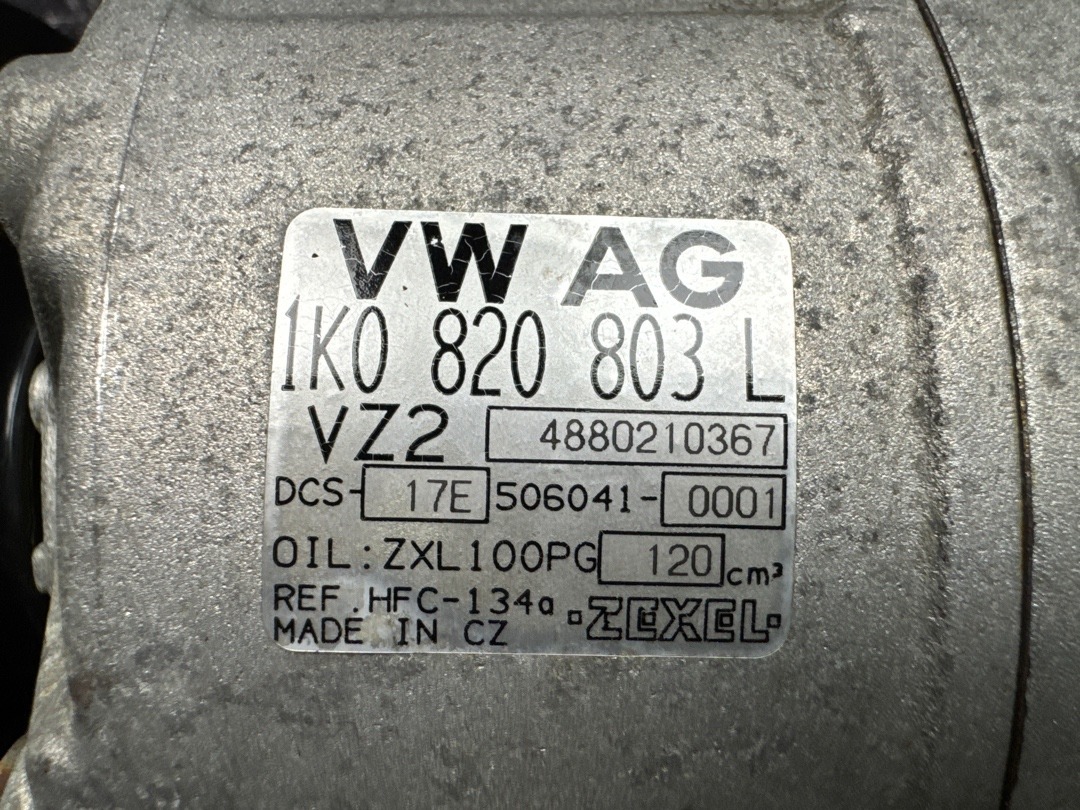 VW AG
1K0 820 803 L
VZ2 4880210367
DCS-17E 506041-0001
OIL:ZXL100PG 120 cm³
REF.HFC-134a ZEXEL
MADE IN CZ